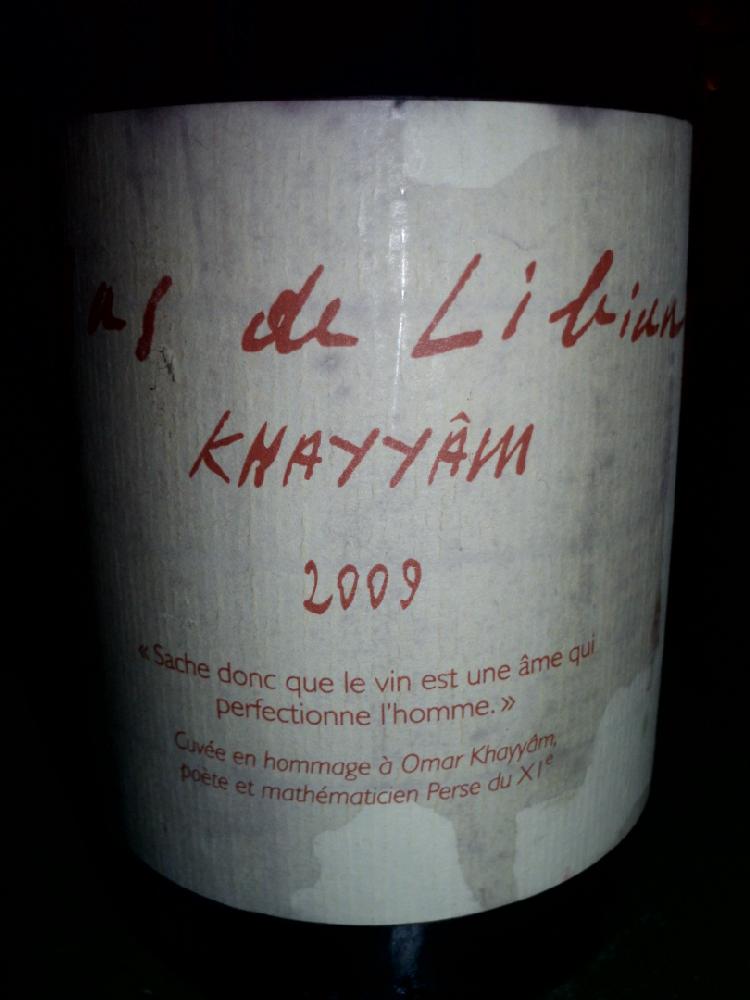 as de Libian
KHAYYÂM
2009
« Sache donc que le vin est une âme qui
perfectionne l'homme. »
Cuvée en hommage à Omar Khayyâm,
poète et mathématicien Perse du XIe